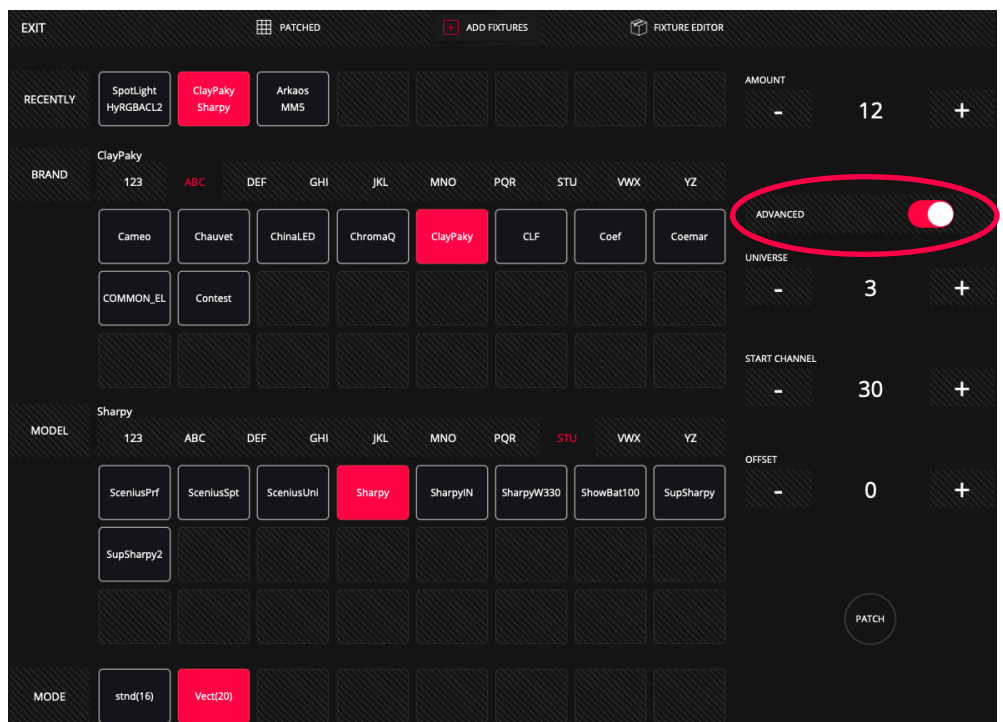 EXIT
PATCHED
ADD FIXTURES
FIXTURE EDITOR
RECENTLY
SpotLight
HyRGBACL2
ClayPaky
Sharpy
Arkaos
MM5
AMOUNT
- 12 +
BRAND
ClayPaky
123 ABC DEF GHI JKL MNO PQR STU VWX YZ
Cameo Chauvet ChinaLED ChromaQ ClayPaky CLF Coef Coemar
COMMON_EL Contest
ADVANCED
UNIVERSE
- 3 +
START CHANNEL
- 30 +
MODEL
Sharpy
123 ABC DEF GHI JKL MNO PQR STU VWX YZ
SceniusPrf SceniusSpt SceniusUni Sharpy SharpyIN SharpyW330 ShowBat100 SupSharpy
SupSharpy2
OFFSET
- 0 +
PATCH
MODE
stnd(16) Vect(20)